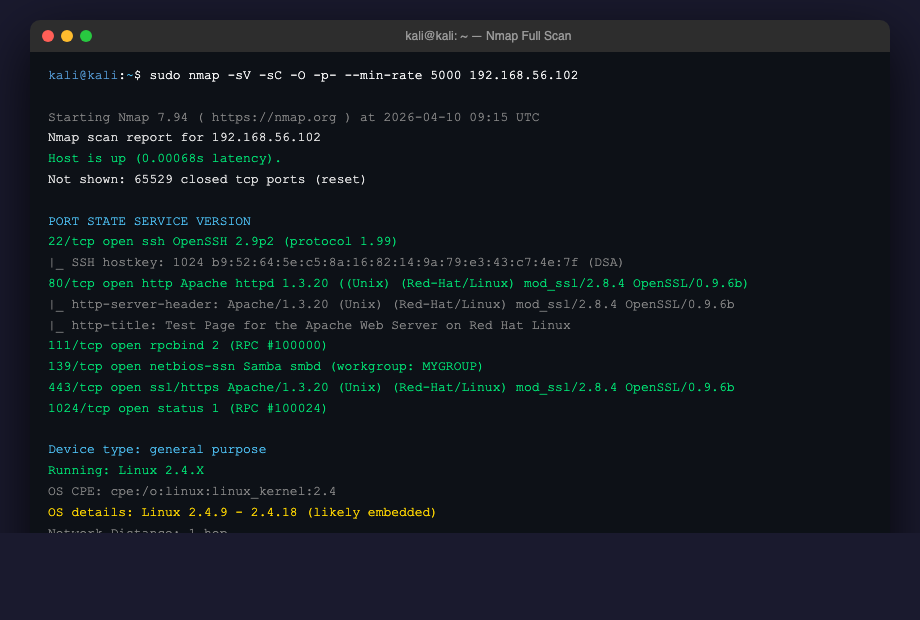 kali@kali: ~ — Nmap Full Scan
kali@kali:~$ sudo nmap -sV -sC -O -p- --min-rate 5000 192.168.56.102
Starting Nmap 7.94 ( https://nmap.org ) at 2026-04-10 09:15 UTC
Nmap scan report for 192.168.56.102
Host is up (0.00068s latency).
Not shown: 65529 closed tcp ports (reset)
PORT STATE SERVICE VERSION
22/tcp open ssh OpenSSH 2.9p2 (protocol 1.99)
|_ SSH hostkey: 1024 b9:52:64:5e:c5:8a:16:82:14:9a:79:e3:43:c7:4e:7f (DSA)
80/tcp open http Apache httpd 1.3.20 ((Unix) (Red-Hat/Linux) mod_ssl/2.8.4 OpenSSL/0.9.6b)
|_ http-server-header: Apache/1.3.20 (Unix) (Red-Hat/Linux) mod_ssl/2.8.4 OpenSSL/0.9.6b
|_ http-title: Test Page for the Apache Web Server on Red Hat Linux
111/tcp open rpcbind 2 (RPC #100000)
139/tcp open netbios-ssn Samba smbd (workgroup: MYGROUP)
443/tcp open ssl/https Apache/1.3.20 (Unix) (Red-Hat/Linux) mod_ssl/2.8.4 OpenSSL/0.9.6b
1024/tcp open status 1 (RPC #100024)
Device type: general purpose
Running: Linux 2.4.X
OS CPE: cpe:/o:linux:linux_kernel:2.4
OS details: Linux 2.4.9 - 2.4.18 (likely embedded)
Network Distance: 1 hop